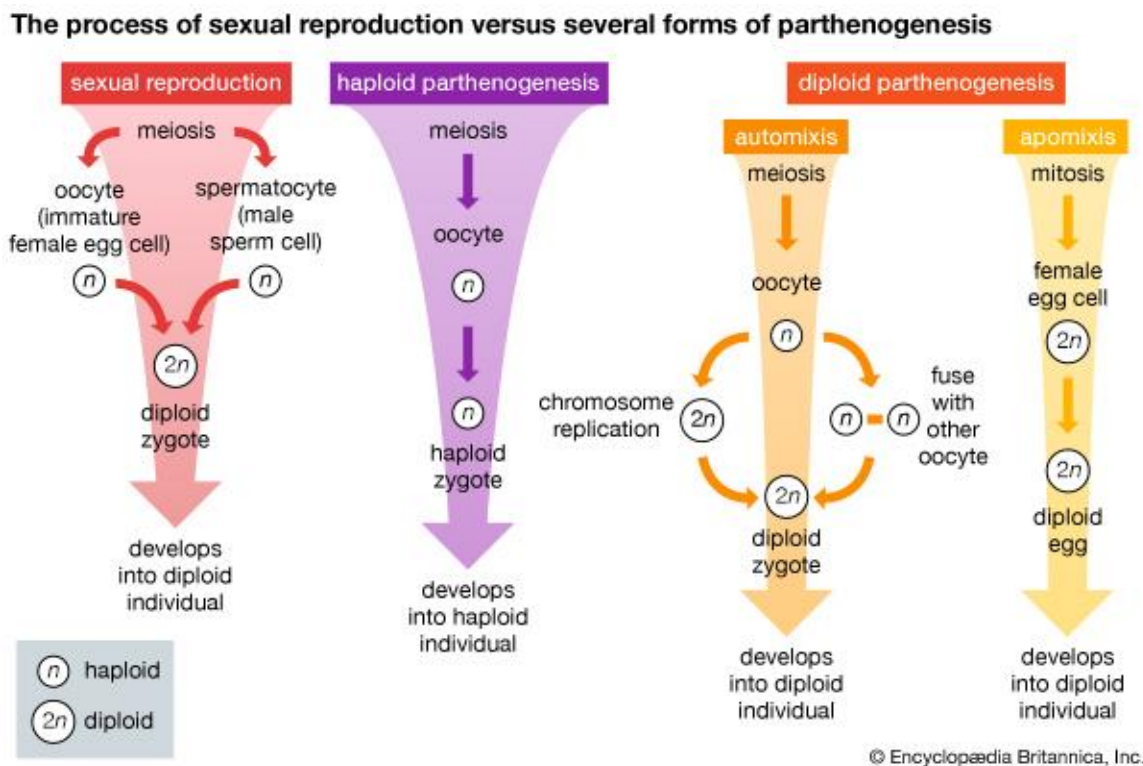 The process of sexual reproduction versus several forms of parthenogenesis
sexual reproduction
meiosis
oocyte
(immature
female egg cell)
n
spermatocyte
(male
sperm cell)
n
2n
diploid
zygote
develops
into diploid
individual
haploid parthenogenesis
meiosis
oocyte
n
n
haploid
zygote
develops
into haploid
individual
diploid parthenogenesis
automixis
meiosis
oocyte
n
chromosome
replication
2n
n
n
fuse
with
other
oocyte
2n
diploid
zygote
develops
into diploid
individual
apomixis
mitosis
female
egg cell
2n
2n
diploid
egg
develops
into diploid
individual
n haploid
2n diploid
© Encyclopædia Britannica, Inc.